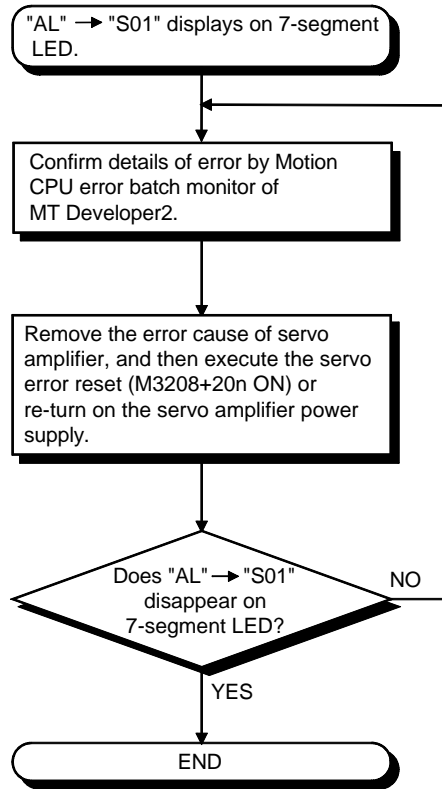 "AL" → "S01" displays on 7-segment
LED.
Confirm details of error by Motion
CPU error batch monitor of
MT Developer2.
Remove the error cause of servo
amplifier, and then execute the servo
error reset (M3208+20n ON) or
re-turn on the servo amplifier power
supply.
Does "AL" → "S01"
disappear on
7-segment LED?
NO
YES
END